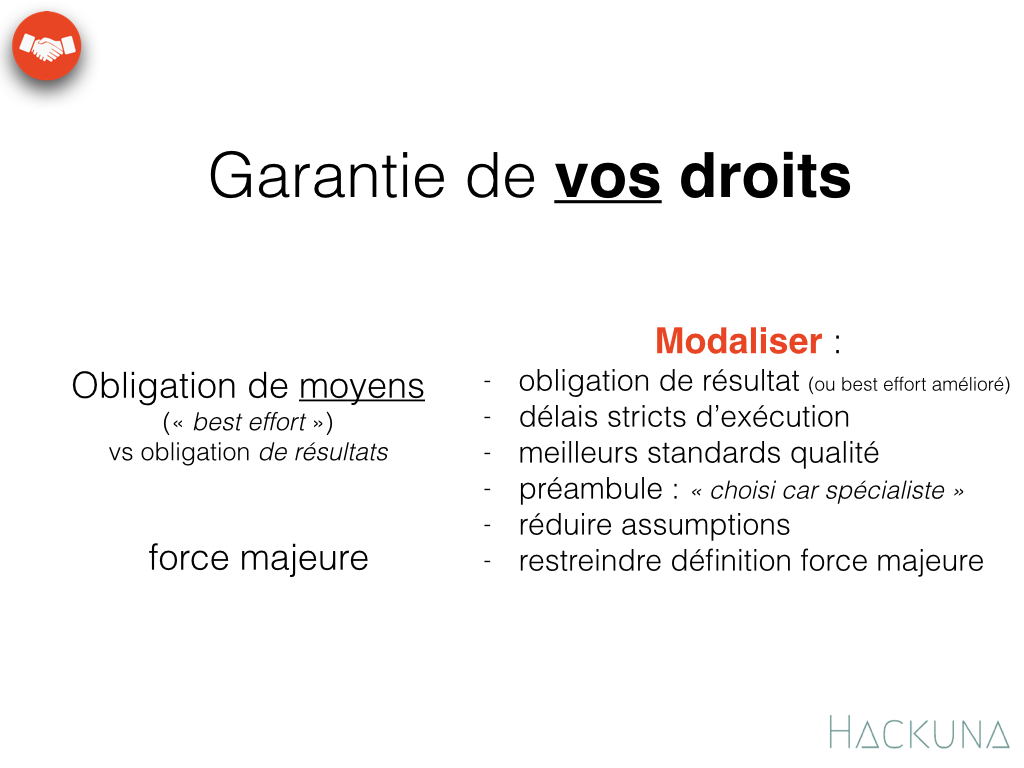 Garantie de vos droits
Obligation de moyens
(« best effort »)
vs obligation de résultats
force majeure
Modaliser :
- obligation de résultat (ou best effort amélioré)
- délais stricts d’exécution
- meilleurs standards qualité
- préambule : « choisi car spécialiste »
- réduire assumptions
- restreindre définition force majeure
HACKUNA